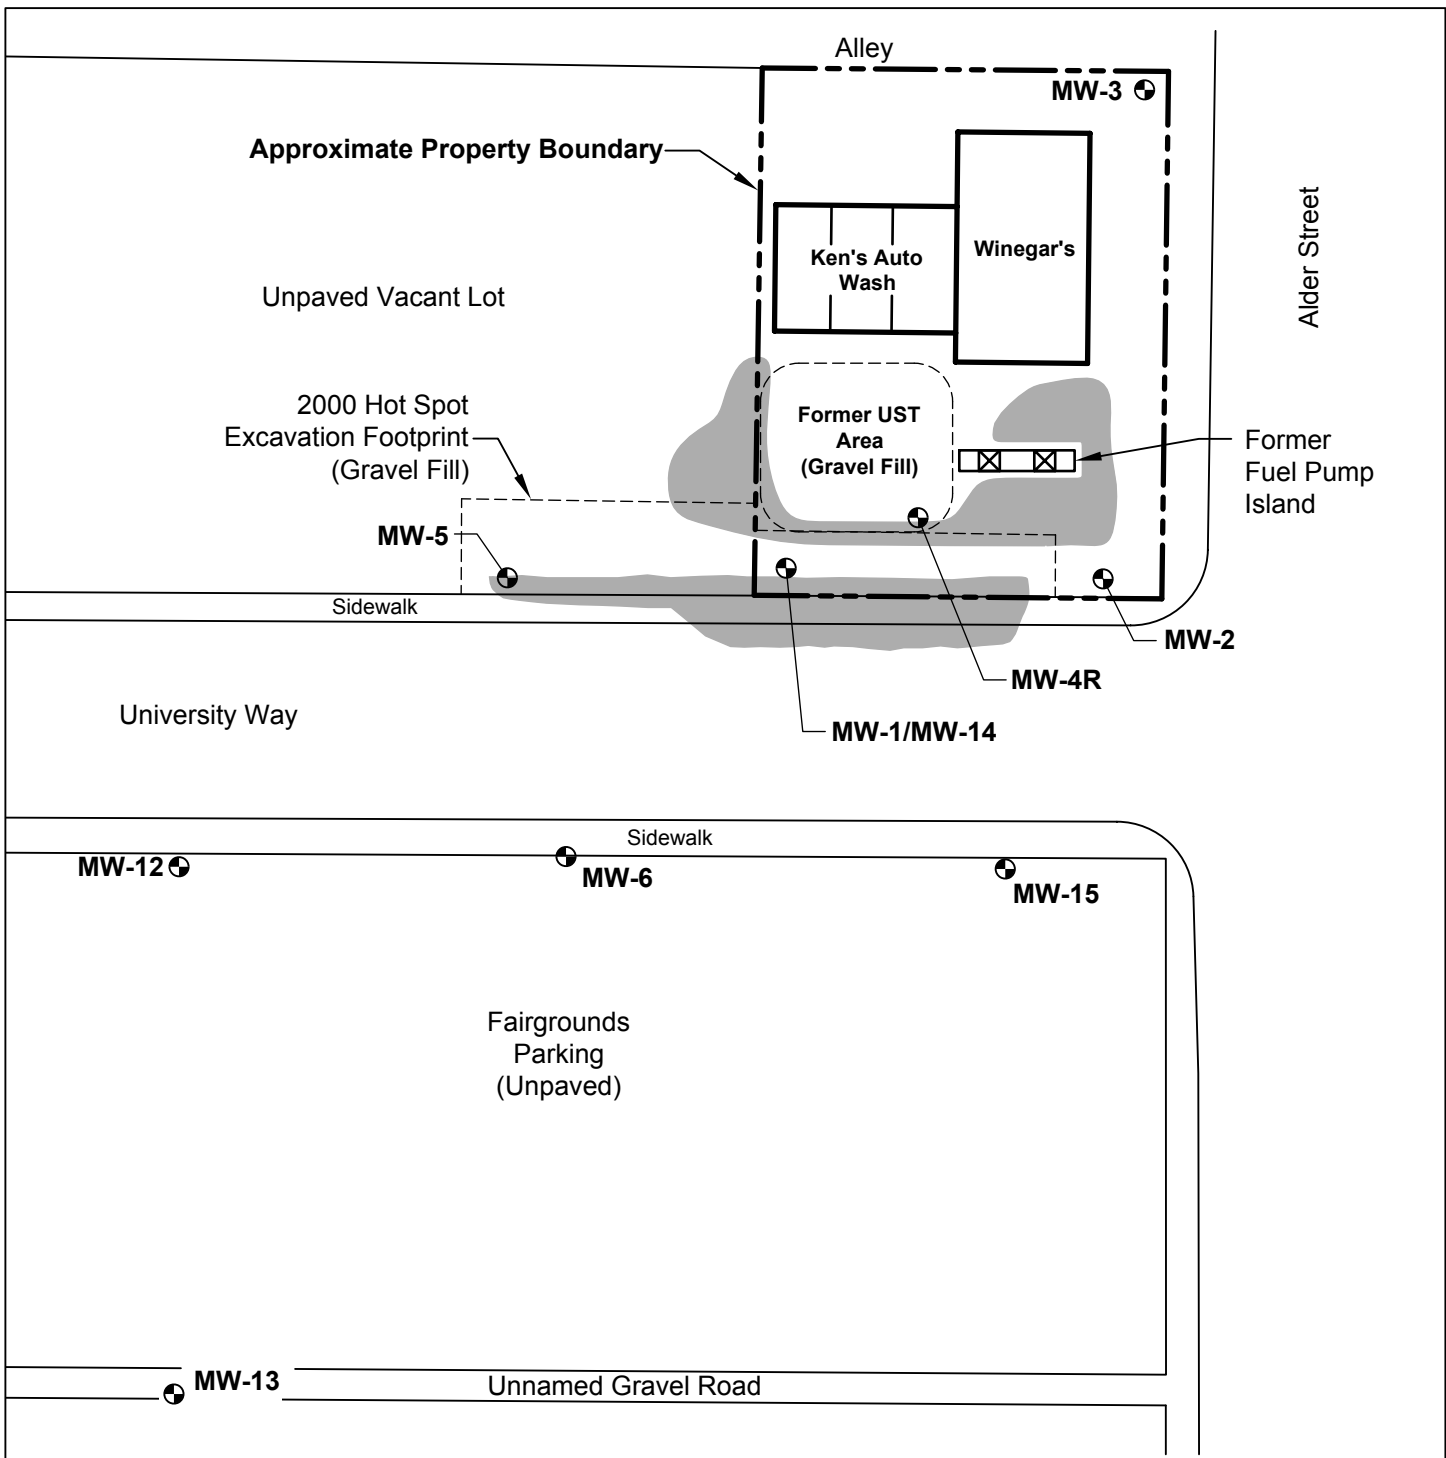 Alley
MW-3
Approximate Property Boundary
Alder Street
Ken's Auto
Wash
Winegar's
Unpaved Vacant Lot
2000 Hot Spot
Excavation Footprint
(Gravel Fill)
Former UST
Area
(Gravel Fill)
Former
Fuel Pump
Island
MW-5
Sidewalk
MW-2
MW-4R
MW-1/MW-14
University Way
Sidewalk
MW-12
MW-6
MW-15
Fairgrounds
Parking
(Unpaved)
MW-13
Unnamed Gravel Road